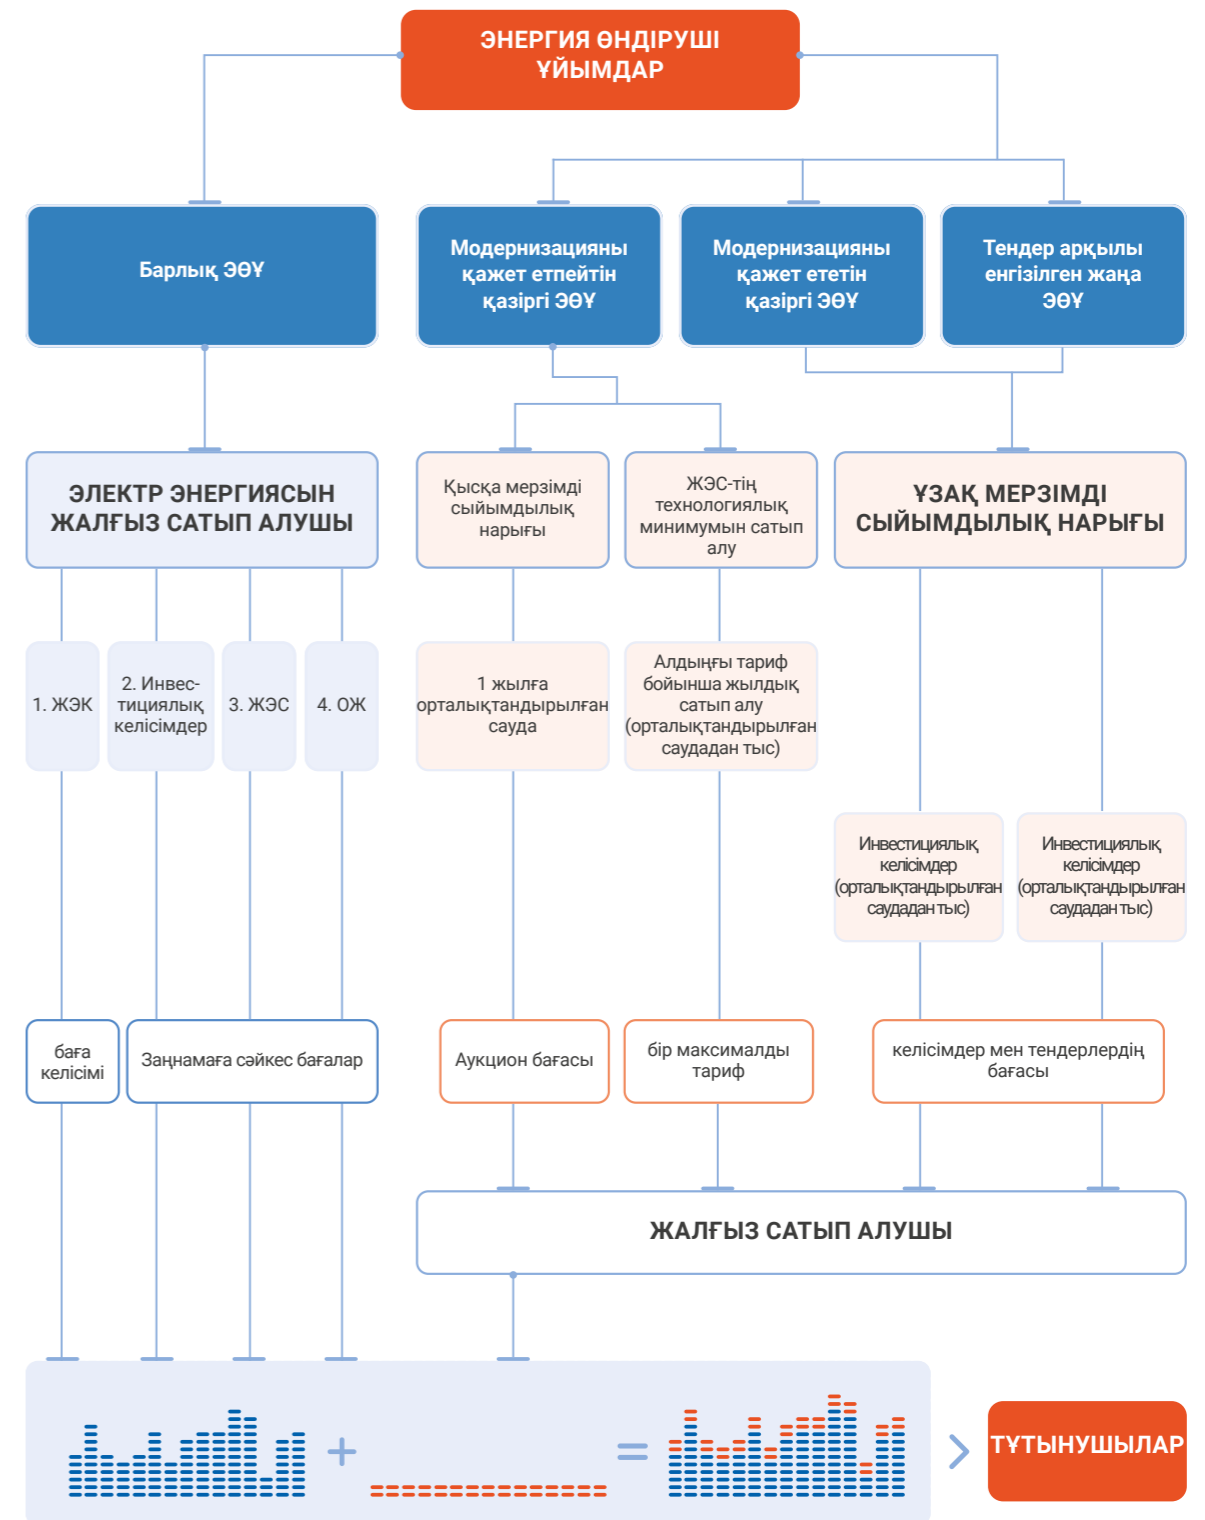 ЭНЕРГИЯ ӨНДІРУШІ
ҰЙЫМДАР
Барлық ЭӨҰ
Модернизацияны
қажет етпейтін
қазіргі ЭӨҰ
Модернизацияны
қажет ететін
қазіргі ЭӨҰ
Тендер арқылы
енгізілген жаңа
ЭӨҰ
ЭЛЕКТР ЭНЕРГИЯСЫН
ЖАЛҒЫЗ САТЫП АЛУШЫ
Қысқа мерзімді
сыйымдылық
нарығы
ЖЭС-тің
технологиялық
минимумын сатып
алу
ҰЗАҚ МЕРЗІМДІ
СЫЙЫМДЫЛЫҚ НАРЫҒЫ
1. ЖЭК
2. Инвес-
тициялық
келісімдер
3. ЖЭС
4. ОЖ
1 жылға
орталықтандырылған
сауда
Алдыңғы тариф
бойынша жылдық
сатып алу
(орталықтандырылған
саудадан тыс)
Инвестициялық
келісімдер
(орталықтандырылған
саудадан тыс)
Инвестициялық
келісімдер
(орталықтандырылған
саудадан тыс)
баға
келісімі
Заңнамаға сәйкес бағалар
Аукцион бағасы
бір максималды
тариф
келісімдер мен тендерлердің
бағасы
ЖАЛҒЫЗ САТЫП АЛУШЫ
+
=
ТҰТЫНУШЫЛАР